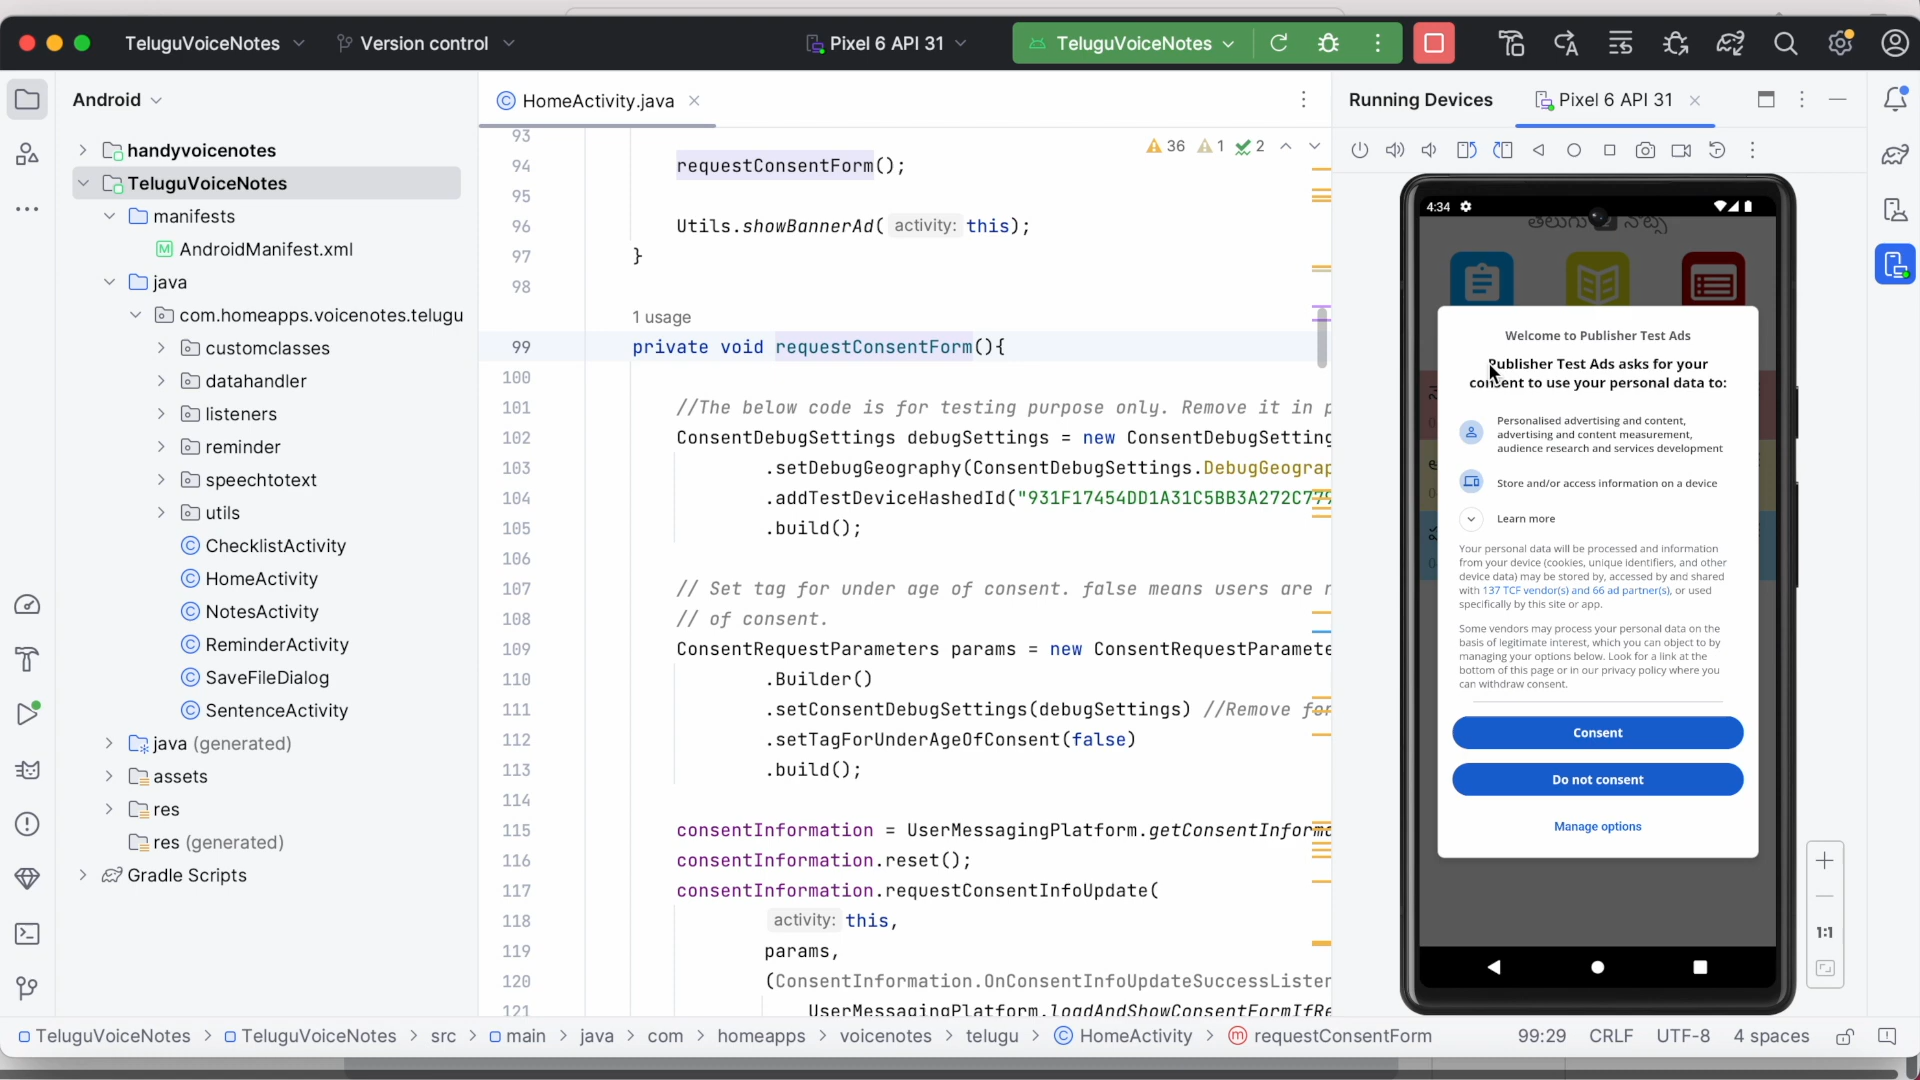 TeluguVoiceNotes
Version control
Pixel 6 API 31
TeluguVoiceNotes
Android
handyvoicenotes
TeluguVoiceNotes
manifests
AndroidManifest.xml
java
com.homeapps.voicenotes.telugu
customclasses
datahandler
listeners
reminder
speechtotext
utils
ChecklistActivity
HomeActivity
NotesActivity
ReminderActivity
SaveFileDialog
SentenceActivity
java (generated)
assets
res
res (generated)
Gradle Scripts
HomeActivity.java
36 1 2
93
94 requestConsentForm();
95
96 Utils.showBannerAd( activity: this);
97 }
98
1 usage
99 private void requestConsentForm(){
100
101 //The below code is for testing purpose only. Remove it in p
102 ConsentDebugSettings debugSettings = new ConsentDebugSetting
103 .setDebugGeography(ConsentDebugSettings.DebugGeograp
104 .addTestDeviceHashedId("931F17454DD1A31C5BB3A272C779
105 .build();
106
107 // Set tag for under age of consent. false means users are n
108 // of consent.
109 ConsentRequestParameters params = new ConsentRequestParamete
110 .Builder()
111 .setConsentDebugSettings(debugSettings) //Remove for
112 .setTagForUnderAgeOfConsent(false)
113 .build();
114
115 consentInformation = UserMessagingPlatform.getConsentInforma
116 consentInformation.reset();
117 consentInformation.requestConsentInfoUpdate(
118 activity: this,
119 params,
120 (ConsentInformation.OnConsentInfoUpdateSuccessListener
121 UserMessagingPlatform.loadAndShowConsentFormIfRe
Running Devices
Pixel 6 API 31
4:34
తెలుగు నోట్స్
Welcome to Publisher Test Ads
Publisher Test Ads asks for your
consent to use your personal data to:
Personalised advertising and content,
advertising and content measurement,
audience research and services development
Store and/or access information on a device
Learn more
Your personal data will be processed and information
from your device (cookies, unique identifiers, and other
device data) may be stored by, accessed by and shared
with 137 TCF vendor(s) and 66 ad partner(s), or used
specifically by this site or app.
Some vendors may process your personal data on the
basis of legitimate interest, which you can object to by
managing your options below. Look for a link at the
bottom of this page or in our privacy policy where you
can withdraw consent.
Consent
Do not consent
Manage options
1:1
TeluguVoiceNotes > TeluguVoiceNotes > src > main > java > com > homeapps > voicenotes > telugu > HomeActivity > requestConsentForm
99:29 CRLF UTF-8 4 spaces